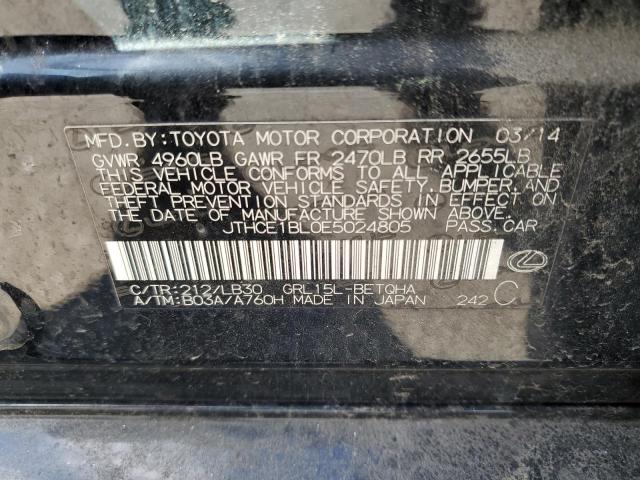 MFD. BY: TOYOTA MOTOR CORPORATION 03/14
GVWR 4960LB GAWR FR 2470LB RR 2655LB
THIS VEHICLE CONFORMS TO ALL APPLICABLE
FEDERAL MOTOR VEHICLE SAFETY, BUMPER, AND
THEFT PREVENTION STANDARDS IN EFFECT ON
THE DATE OF MANUFACTURE SHOWN ABOVE.
JTHCE1BL0E5024805 PASS. CAR
C/TR:212/LB30 GRL15L-BETQHA
A/TM:B03A/A760H MADE IN JAPAN 242 C